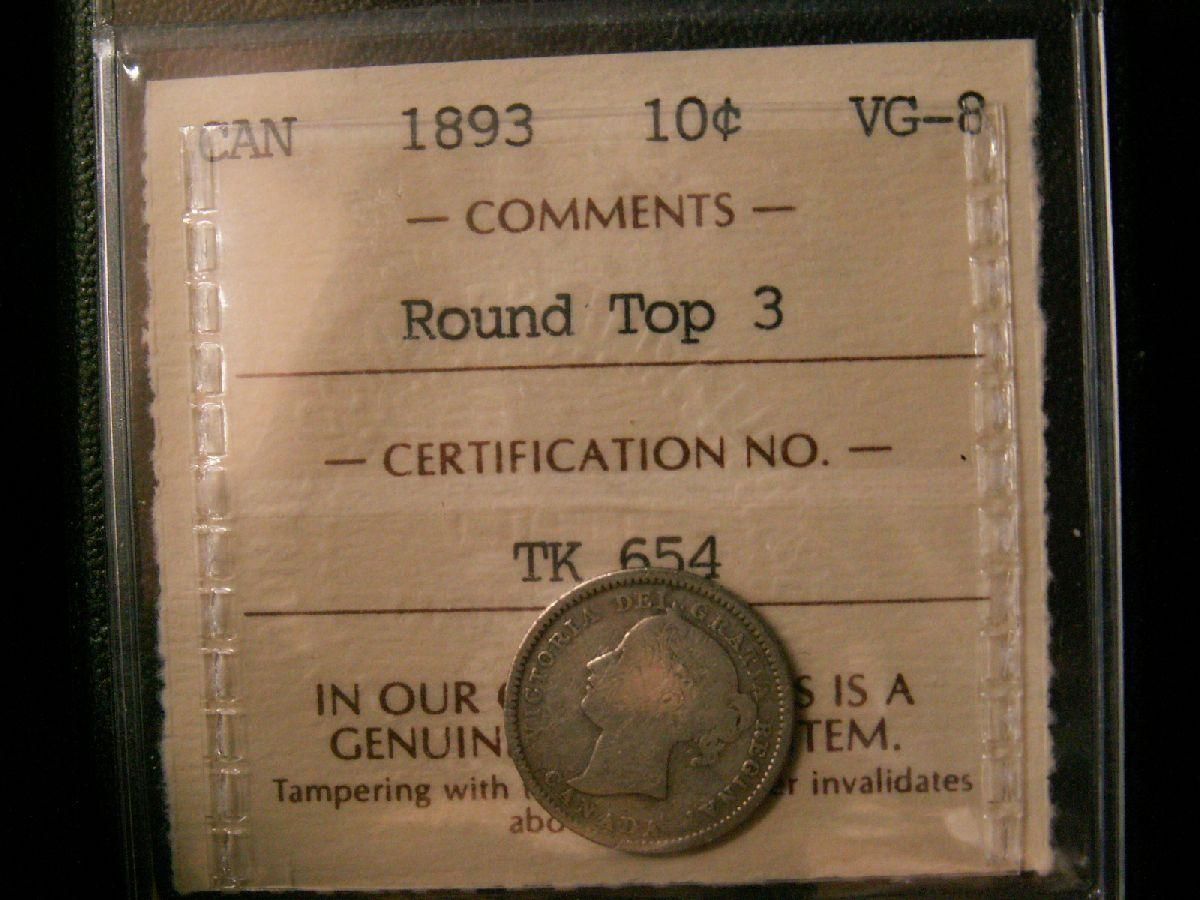 CAN 1893 10¢ VG-8
— COMMENTS —
Round Top 3
— CERTIFICATION NO. —
TK 654
IN OUR S IS A
GENUIN TEM.
Tampering with r invalidates
abo
VICTORIA DEI GRATIA REGINA
CANADA